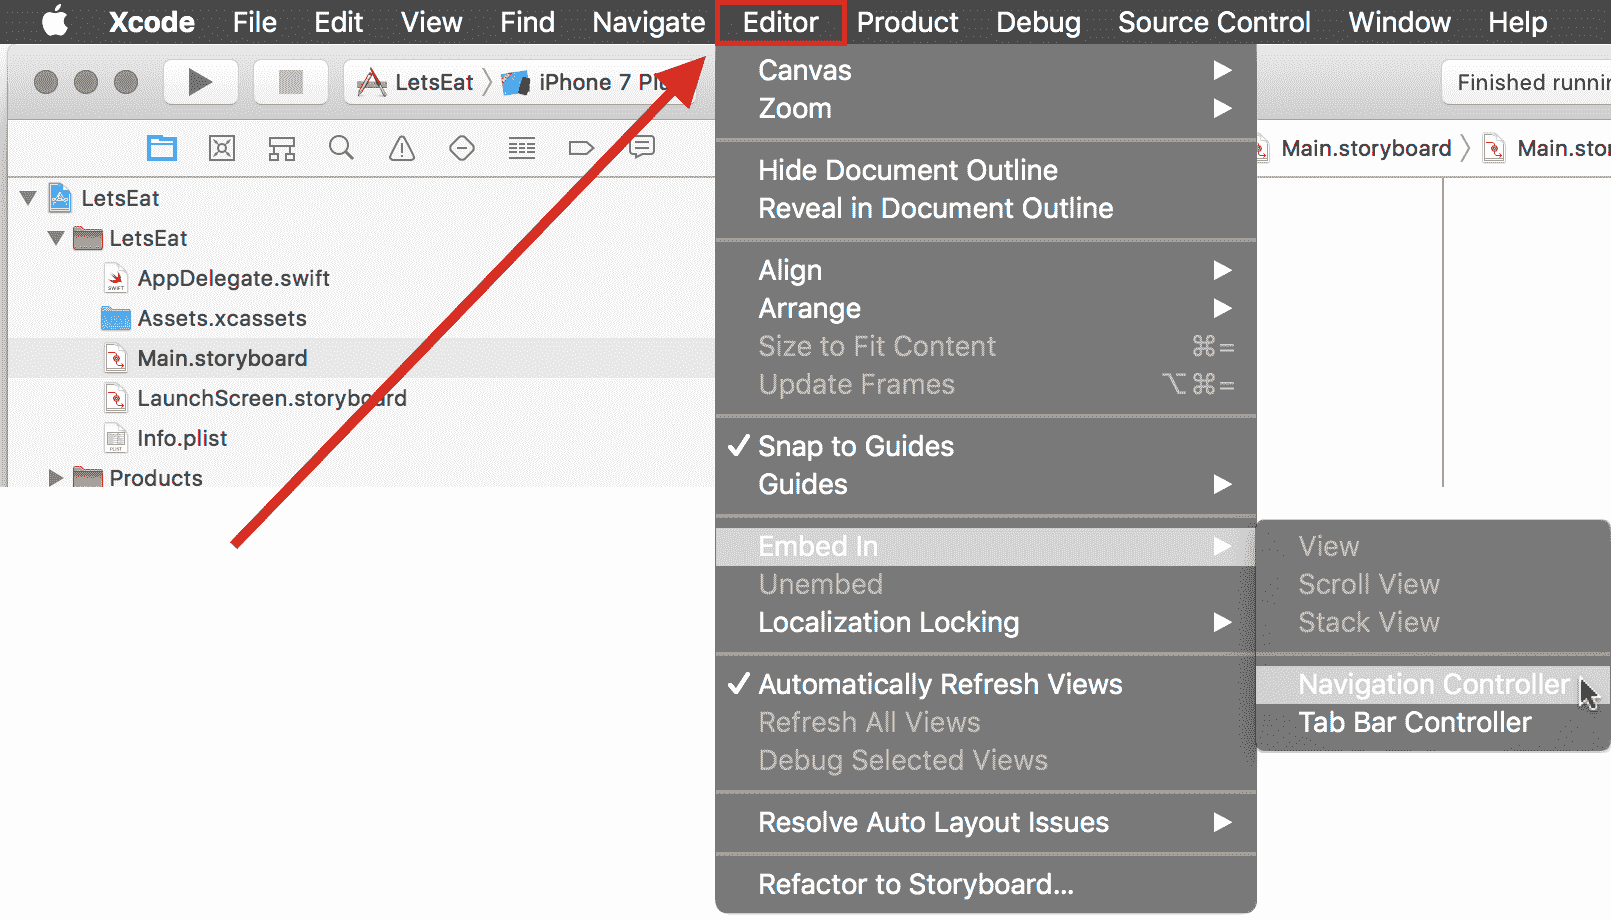 Xcode File Edit View Find Navigate Editor Product Debug Source Control Window Help
LetsEat iPhone 7 Plu
Finished runnin
Main.storyboard Main.stor
LetsEat
LetsEat
AppDelegate.swift
Assets.xcassets
Main.storyboard
LaunchScreen.storyboard
Info.plist
Products
Canvas
Zoom
Hide Document Outline
Reveal in Document Outline
Align
Arrange
Size to Fit Content ⌘=
Update Frames ⌥⌘=
✓ Snap to Guides
Guides
Embed In
Unembed
Localization Locking
✓ Automatically Refresh Views
Refresh All Views
Debug Selected Views
Resolve Auto Layout Issues
Refactor to Storyboard...
View
Scroll View
Stack View
Navigation Controller
Tab Bar Controller